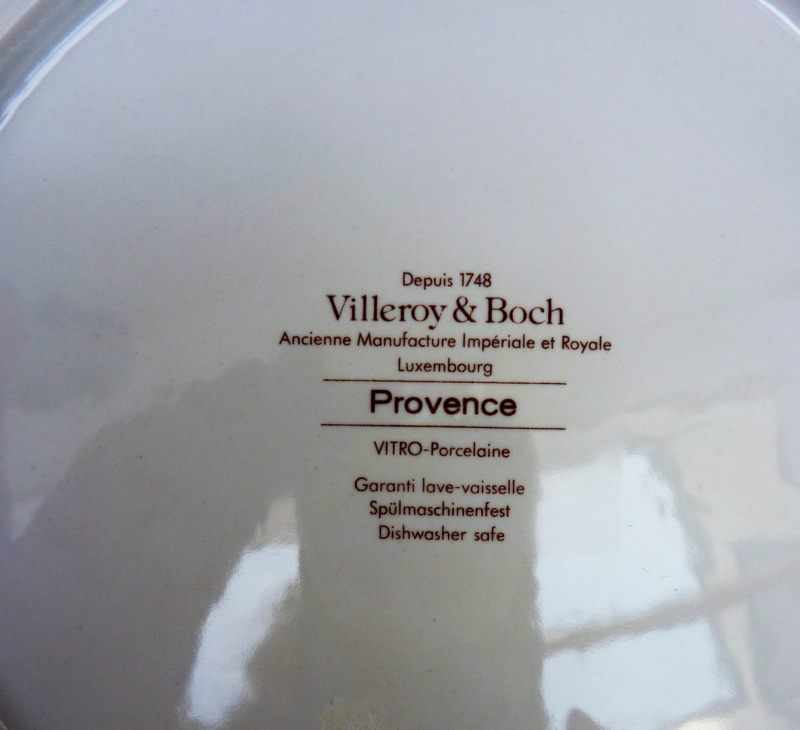 Depuis 1748
Villeroy & Boch
Ancienne Manufacture Impériale et Royale
Luxembourg
Provence
VITRO-Porcelaine
Garanti lave-vaisselle
Spülmaschinenfest
Dishwasher safe